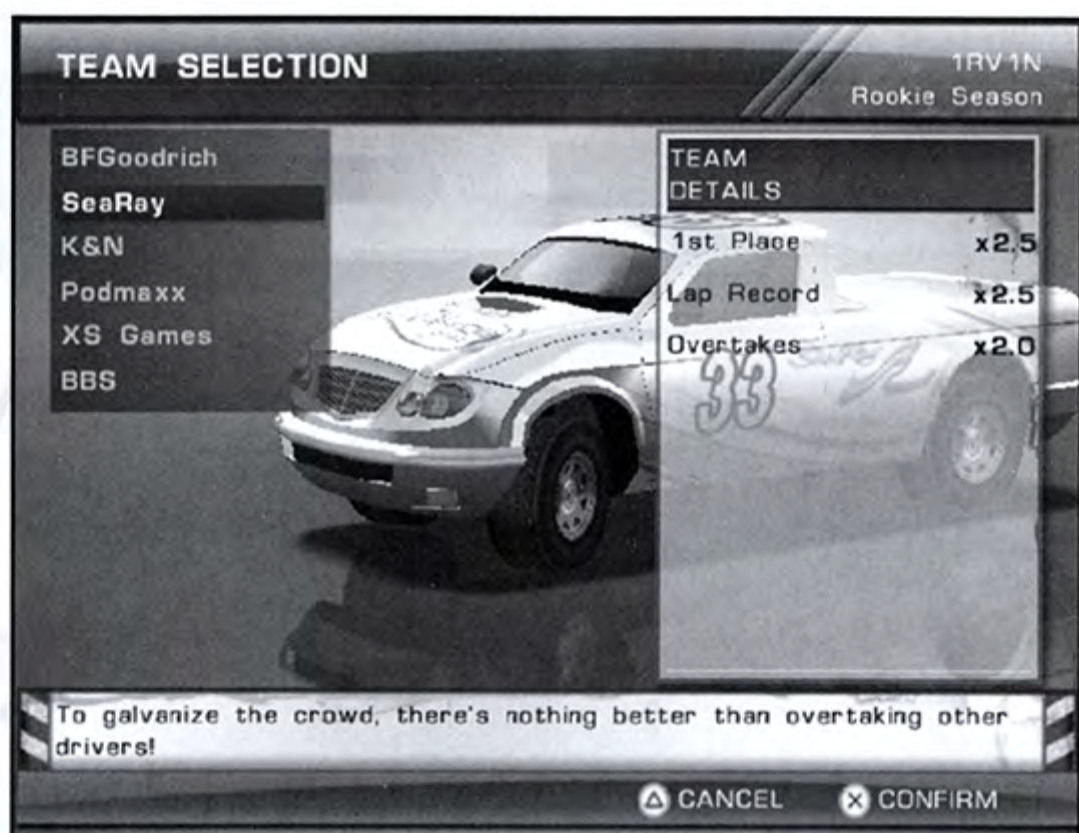 TEAM SELECTION
1RV1N
Rookie Season
BFGoodrich
SeaRay
K&N
Podmaxx
XS Games
BBS
TEAM
DETAILS
1st Place x2.5
Lap Record x2.5
Overtakes x2.0
33
To galvanize the crowd, there's nothing better than overtaking other
drivers!
CANCEL CONFIRM